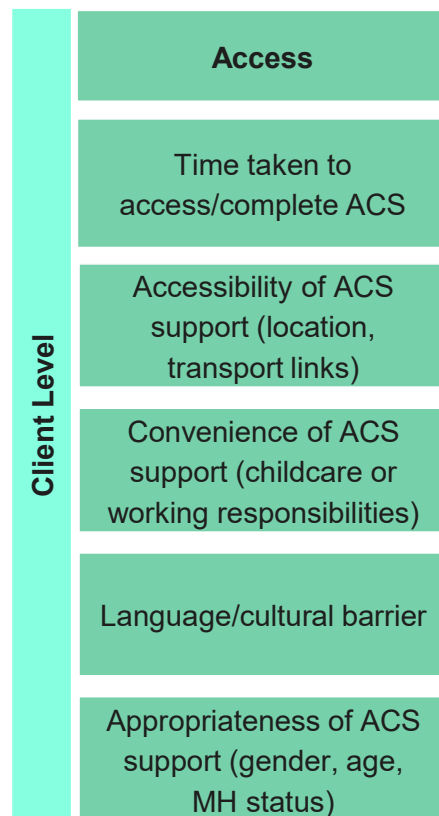 Client Level
Access
Time taken to
access/complete ACS
Accessibility of ACS
support (location,
transport links)
Convenience of ACS
support (childcare or
working responsibilities)
Language/cultural barrier
Appropriateness of ACS
support (gender, age,
MH status)